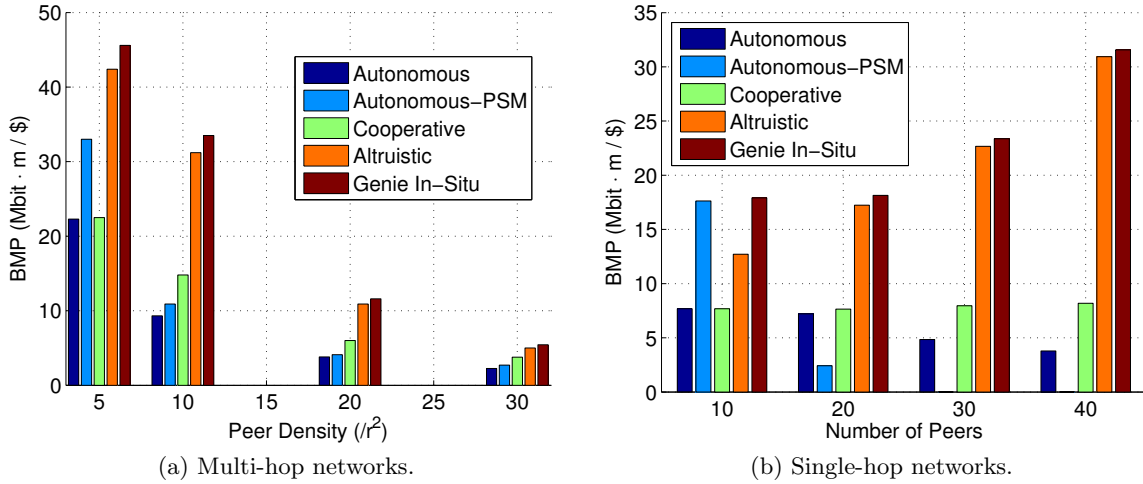 50
40
30
20
10
0
BMP (Mbit · m / $)
Autonomous
Autonomous−PSM
Cooperative
Altruistic
Genie In−Situ
5 10 15 20 25 30
Peer Density (/r²)
(a) Multi-hop networks.
35
30
25
20
15
10
5
0
BMP (Mbit · m / $)
Autonomous
Autonomous−PSM
Cooperative
Altruistic
Genie In−Situ
10 20 30 40
Number of Peers
(b) Single-hop networks.